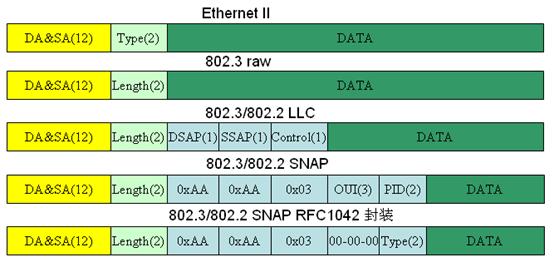 Ethernet II
DA&SA(12) Type(2) DATA
802.3 raw
DA&SA(12) Length(2) DATA
802.3/802.2 LLC
DA&SA(12) Length(2) DSAP(1) SSAP(1) Control(1) DATA
802.3/802.2 SNAP
DA&SA(12) Length(2) 0xAA 0xAA 0x03 OUI(3) PID(2) DATA
802.3/802.2 SNAP RFC1042 封装
DA&SA(12) Length(2) 0xAA 0xAA 0x03 00-00-00 Type(2) DATA